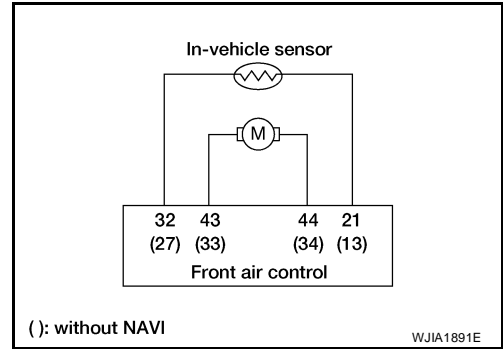 In-vehicle sensor
M
32 43 44 21
(27) (33) (34) (13)
Front air control
( ): without NAVI
WJIA1891E